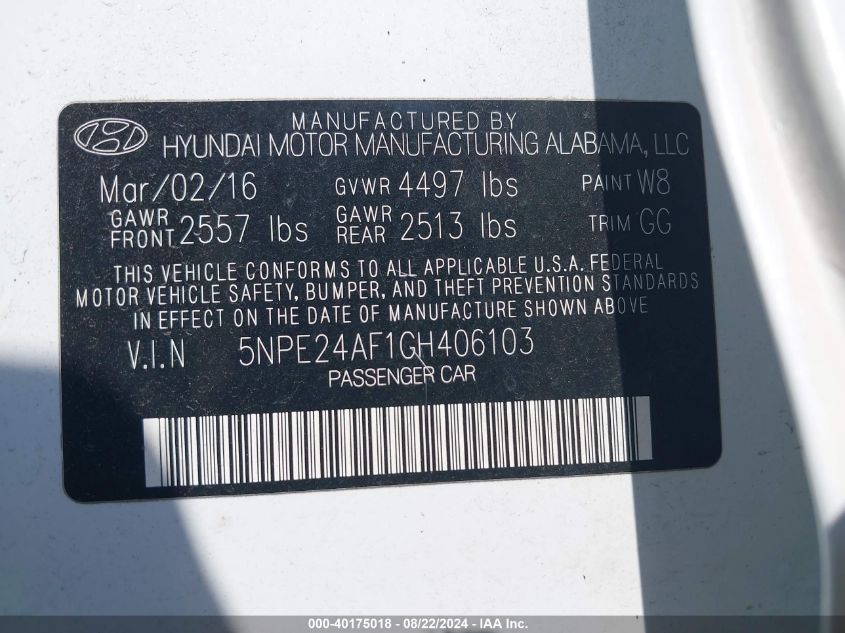 MANUFACTURED BY
HYUNDAI MOTOR MANUFACTURING ALABAMA, LLC
Mar/02/16 GVWR 4497 lbs PAINT W8
GAWR FRONT 2557 lbs GAWR REAR 2513 lbs TRIM GG
THIS VEHICLE CONFORMS TO ALL APPLICABLE U.S.A. FEDERAL
MOTOR VEHICLE SAFETY, BUMPER, AND THEFT PREVENTION STANDARDS
IN EFFECT ON THE DATE OF MANUFACTURE SHOWN ABOVE
V.I.N 5NPE24AF1GH406103
PASSENGER CAR
000-40175018 - 08/22/2024 - IAA Inc.